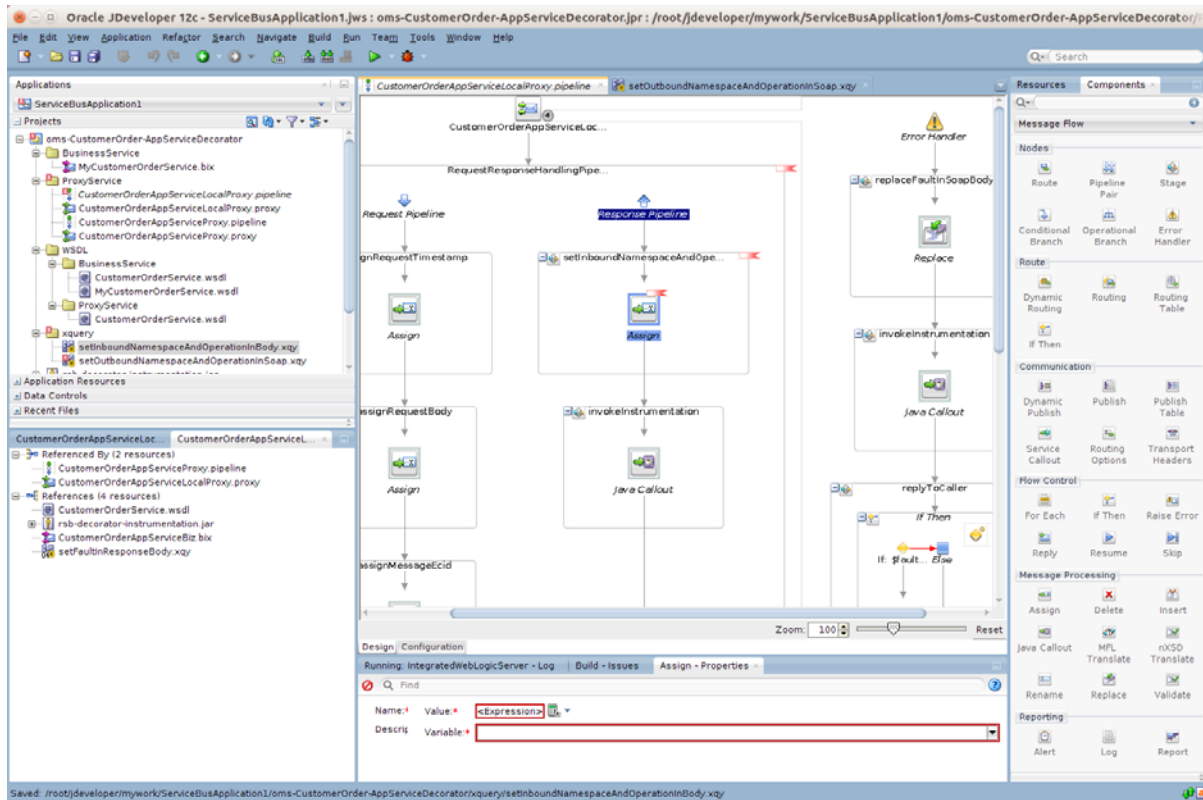 Oracle JDeveloper 12c - ServiceBusApplication1.jws : oms-CustomerOrder-AppServiceDecorator.jpr : /root/jdeveloper/mywork/ServiceBusApplication1/oms-CustomerOrder-AppServiceDecorator/
File Edit View Application Refactor Search Navigate Build Run Team Tools Window Help
Search
Applications
ServiceBusApplication1
Projects
oms-CustomerOrder-AppServiceDecorator
BusinessService
MyCustomerOrderService.bix
ProxyService
CustomerOrderAppServiceLocalProxy.pipeline
CustomerOrderAppServiceLocalProxy.proxy
CustomerOrderAppServiceProxy.pipeline
CustomerOrderAppServiceProxy.proxy
WSDL
BusinessService
CustomerOrderService.wsdl
MyCustomerOrderService.wsdl
ProxyService
CustomerOrderService.wsdl
xquery
setInboundNamespaceAndOperationInBody.xqy
setOutboundNamespaceAndOperationInSoap.xqy
rsb-decorator-instrumentation.jar
Application Resources
Data Controls
Recent Files
CustomerOrderAppServiceLoc... CustomerOrderAppServiceL...
Referenced By (2 resources)
CustomerOrderAppServiceProxy.pipeline
CustomerOrderAppServiceLocalProxy.proxy
References (4 resources)
CustomerOrderService.wsdl
rsb-decorator-instrumentation.jar
CustomerOrderAppServiceBiz.bix
setFaultInResponseBody.xqy
CustomerOrderAppServiceLocalProxy.pipeline setOutboundNamespaceAndOperationInSoap.xqy
CustomerOrderAppServiceLoc...
RequestResponseHandlingPipe...
Request Pipeline
gnRequestTimestamp
Assign
assignRequestBody
Assign
assignMessageEcid
Response Pipeline
setInboundNamespaceAndOpe...
Assign
invokeInstrumentation
Java Callout
Error Handler
replaceFaultInSoapBody
Replace
invokeInstrumentation
Java Callout
replyToCaller
If Then
If: $fault... Else
Zoom: 100 Reset
Design Configuration
Running: IntegratedWebLogicServer - Log Build - Issues Assign - Properties
Find
Name:* Value:* <Expression>
Descrip Variable:*
Resources Components
Message Flow
Nodes
Route Pipeline Pair Stage
Conditional Branch Operational Branch Error Handler
Route
Dynamic Routing Routing Routing Table
If Then
Communication
Dynamic Publish Publish Publish Table
Service Callout Routing Options Transport Headers
Flow Control
For Each If Then Raise Error
Reply Resume Skip
Message Processing
Assign Delete Insert
Java Callout MFL Translate nXSD Translate
Rename Replace Validate
Reporting
Alert Log Report
Saved: /root/jdeveloper/mywork/ServiceBusApplication1/oms-CustomerOrder-AppServiceDecorator/xquery/setInboundNamespaceAndOperationInBody.xqy